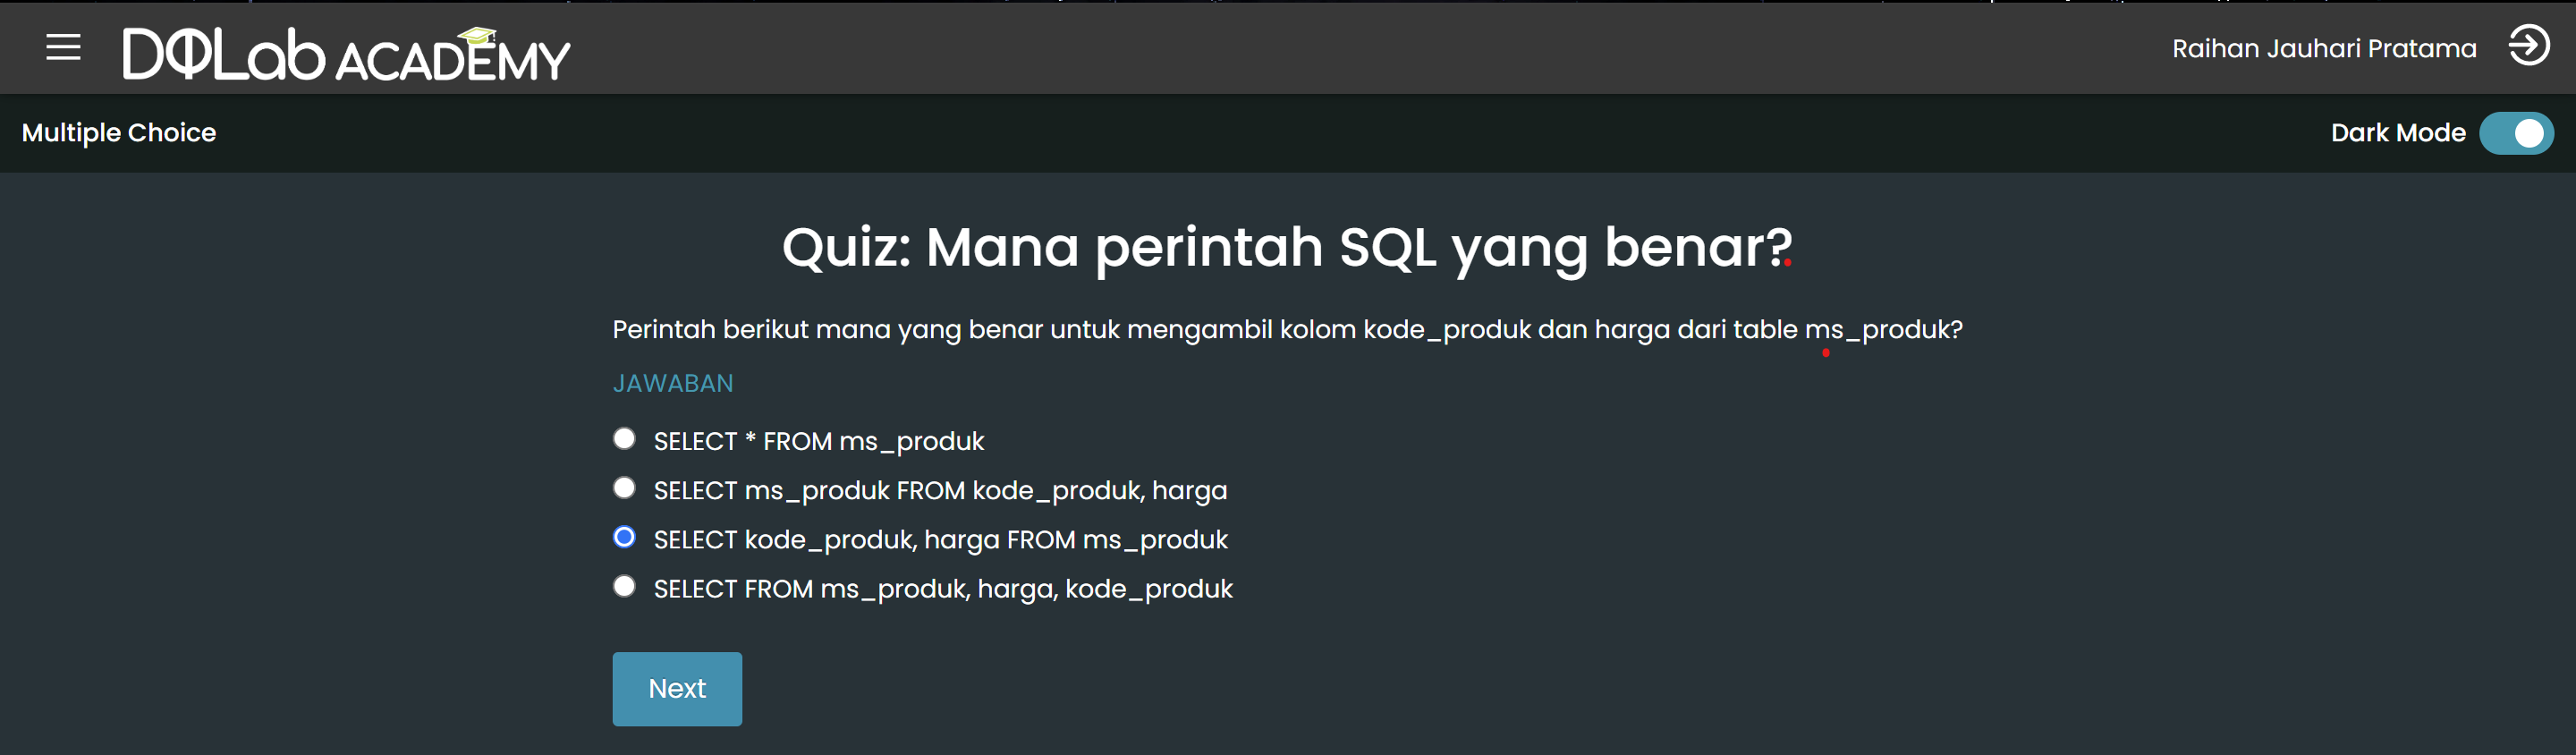 DQLab ACADEMY
Raihan Jauhari Pratama
Multiple Choice
Dark Mode
Quiz: Mana perintah SQL yang benar?
Perintah berikut mana yang benar untuk mengambil kolom kode_produk dan harga dari table ms_produk?
JAWABAN
SELECT * FROM ms_produk
SELECT ms_produk FROM kode_produk, harga
SELECT kode_produk, harga FROM ms_produk
SELECT FROM ms_produk, harga, kode_produk
Next